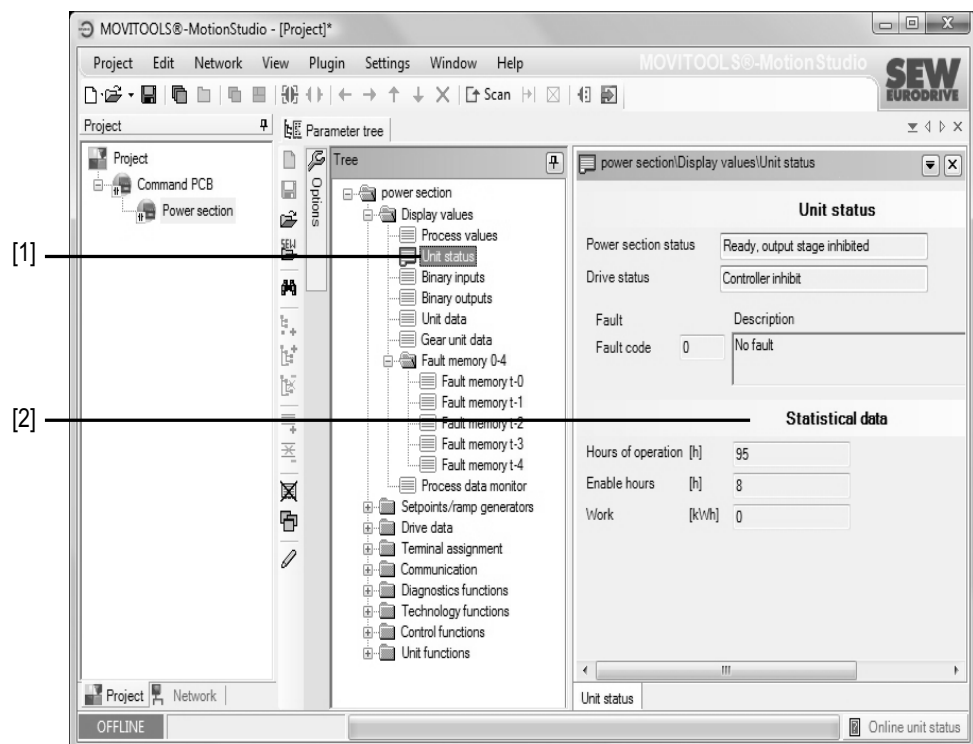 MOVITOOLS®-MotionStudio - [Project]*
Project Edit Network View Plugin Settings Window Help
MOVITOOLS®-MotionStudio
SEW
EURODRIVE
Scan
Project
Parameter tree
Project
Command PCB
Power section
Options
SEW
Tree
power section
Display values
Process values
[1]
Unit status
Binary inputs
Binary outputs
Unit data
Gear unit data
Fault memory 0-4
Fault memory t-0
Fault memory t-1
[2]
Fault memory t-2
Fault memory t-3
Fault memory t-4
Process data monitor
Setpoints/ramp generators
Drive data
Terminal assignment
Communication
Diagnostics functions
Technology functions
Control functions
Unit functions
power section\Display values\Unit status
Unit status
Power section status Ready, output stage inhibited
Drive status Controller inhibit
Fault Description
Fault code 0 No fault
Statistical data
Hours of operation [h] 95
Enable hours [h] 8
Work [kWh] 0
Project Network
Unit status
OFFLINE
Online unit status